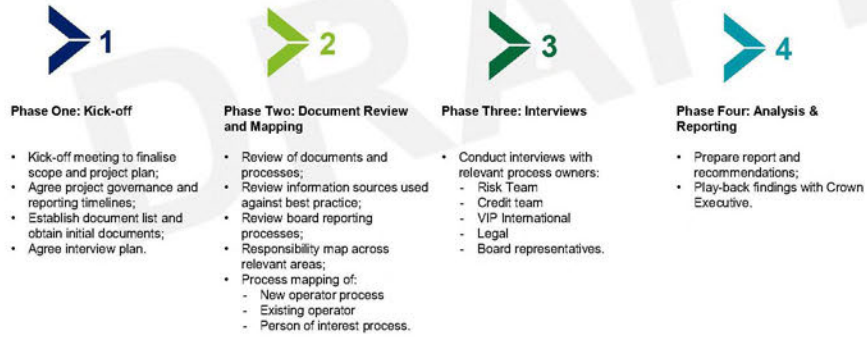 1
Phase One: Kick-off
• Kick-off meeting to finalise
scope and project plan;
• Agree project governance and
reporting timelines;
• Establish document list and
obtain initial documents;
• Agree interview plan.
2
Phase Two: Document Review
and Mapping
• Review of documents and
processes;
• Review information sources used
against best practice;
• Review board reporting
processes;
• Responsibility map across
relevant areas;
• Process mapping of:
- New operator process
- Existing operator
- Person of interest process.
3
Phase Three: Interviews
• Conduct interviews with
relevant process owners:
- Risk Team
- Credit team
- VIP International
- Legal
- Board representatives.
4
Phase Four: Analysis &
Reporting
• Prepare report and
recommendations;
• Play-back findings with Crown
Executive.